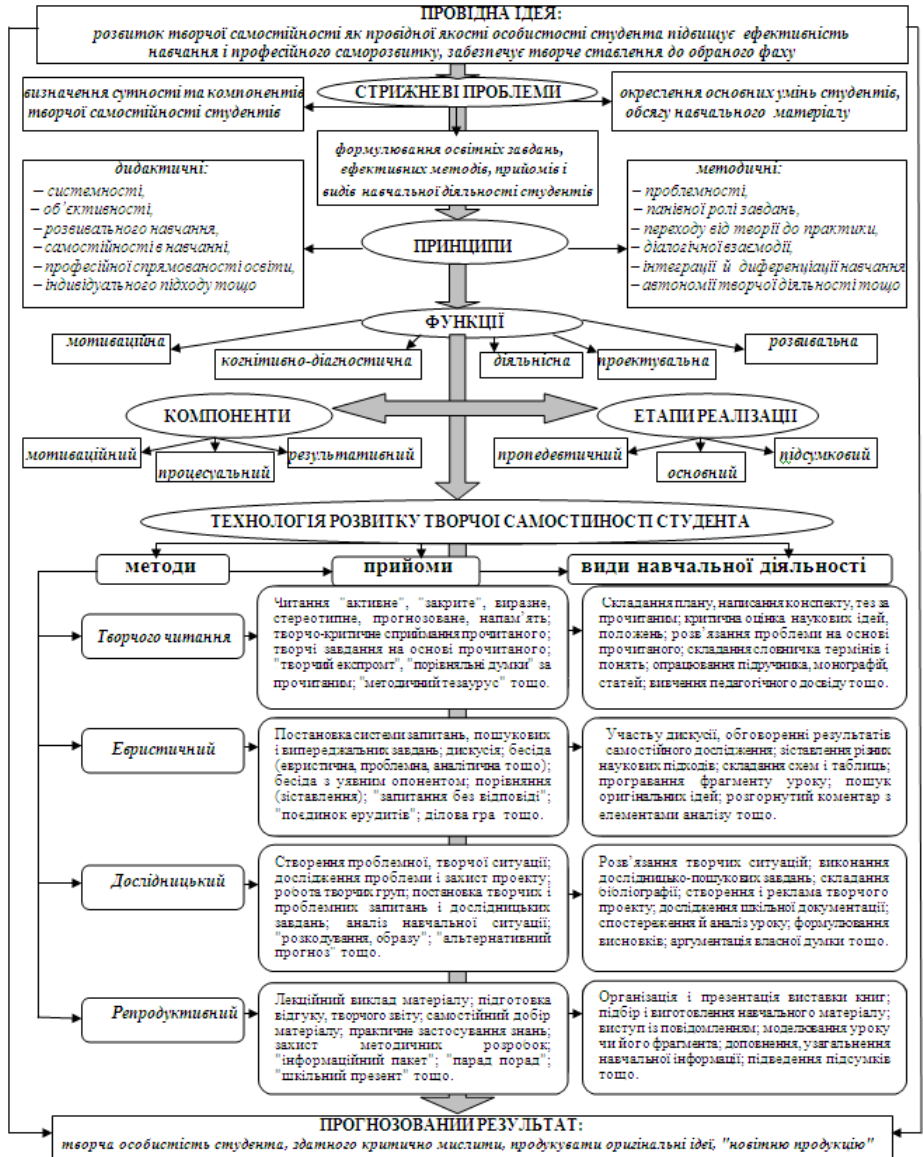 ПРОВІДНА ІДЕЯ:
розвиток творчої самостійності як провідної якості особистості студента підвищує ефективність
навчання і професійного саморозвитку, забезпечує творче ставлення до обраного фаху
СТРИЖНЕВІ ПРОБЛЕМИ
визначення сутності та компонентів
творчої самостійності студентів
окреслення основних умінь студентів,
обсягу навчального матеріалу
формулювання освітніх завдань,
ефективних методів, прийомів і
видів навчальної діяльності студентів
дидактичні:
– системності,
– об’єктивності,
– розвивального навчання,
– самостійності в навчанні,
– професійної спрямованості освіти,
– індивідуального підходу тощо
ПРИНЦИПИ
методичні:
– проблемності,
– панівної ролі завдань,
– переходу від теорії до практики,
– діалогічної взаємодії,
– інтеграції й диференціації навчання
– автономії творчої діяльності тощо
ФУНКЦІЇ
мотиваційна
когнітивно-діагностична
діяльнісна
проектувальна
розвивальна
КОМПОНЕНТИ
мотиваційний
процесуальний
результативний
ЕТАПИ РЕАЛІЗАЦІЇ
пропедевтичний
основний
підсумковий
ТЕХНОЛОГІЯ РОЗВИТКУ ТВОРЧОЇ САМОСТІЙНОСТІ СТУДЕНТА
методи
прийоми
види навчальної діяльності
Творчого читання
Читання "активне", "закрите", виразне,
стереотипне, прогнозоване, напам’ять;
творчо-критичне сприймання прочитаного;
творчі завдання на основі прочитаного;
"творчий експромт", "порівняльні думки" за
прочитаним; "методичний тезаурус" тощо.
Складання плану, написання конспекту, тез за
прочитаним; критична оцінка наукових ідей,
положень; розв’язання проблеми на основі
прочитаного; складання словничка термінів і
понять; опрацювання підручника, монографій,
статей; вивчення педагогічного досвіду тощо.
Евристичний
Постановка системи запитань, пошукових
і випереджальних завдань; дискусія; бесіда
(евристична, проблемна, аналітична тощо);
бесіда з уявним опонентом; порівняння
(зіставлення); "запитання без відповіді";
"поєдинок ерудитів"; ділова гра тощо.
Участь у дискусії, обговоренні результатів
самостійного дослідження; зіставлення різних
наукових підходів; складання схем і таблиць;
програвання фрагменту уроку; пошук
оригінальних ідей; розгорнутий коментар з
елементами аналізу тощо.
Дослідницький
Створення проблемної, творчої ситуації;
дослідження проблеми і захист проекту;
робота творчих груп; постановка творчих і
проблемних запитань і дослідницьких
завдань; аналіз навчальної ситуації;
"розкодування, образу"; "альтернативний
прогноз" тощо.
Розв’язання творчих ситуацій; виконання
дослідницько-пошукових завдань; складання
бібліографії; створення і реклама творчого
проекту; дослідження шкільної документації;
спостереження й аналіз уроку; формулювання
висновків; аргументація власної думки тощо.
Репродуктивний
Лекційний виклад матеріалу; підготовка
відгуку, творчого звіту; самостійний добір
матеріалу; практичне застосування знань;
захист методичних розробок;
"інформаційний пакет"; "парад порад";
"шкільний презент" тощо.
Організація і презентація виставки книг;
підбір і виготовлення навчального матеріалу;
виступ із повідомленням; моделювання уроку
чи його фрагмента; доповнення, узагальнення
навчальної інформації; підведення підсумків
тощо.
ПРОГНОЗОВАНИЙ РЕЗУЛЬТАТ:
творча особистість студента, здатного критично мислити, продукувати оригінальні ідеї, "новітню продукцію"